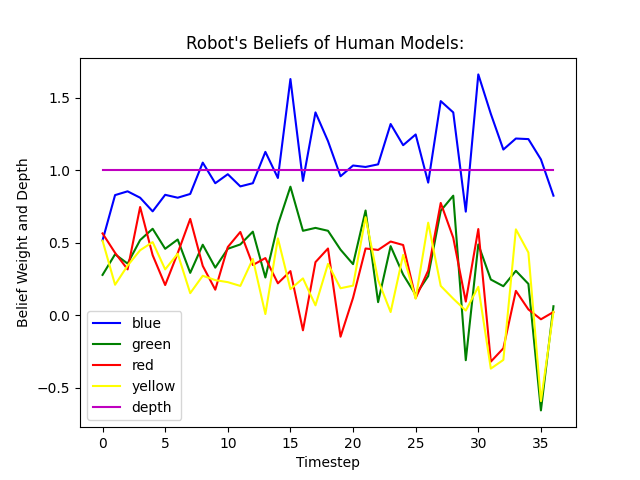 Robot's Beliefs of Human Models:
Belief Weight and Depth
1.5
1.0
0.5
0.0
−0.5
blue
green
red
yellow
depth
0 5 10 15 20 25 30 35
Timestep